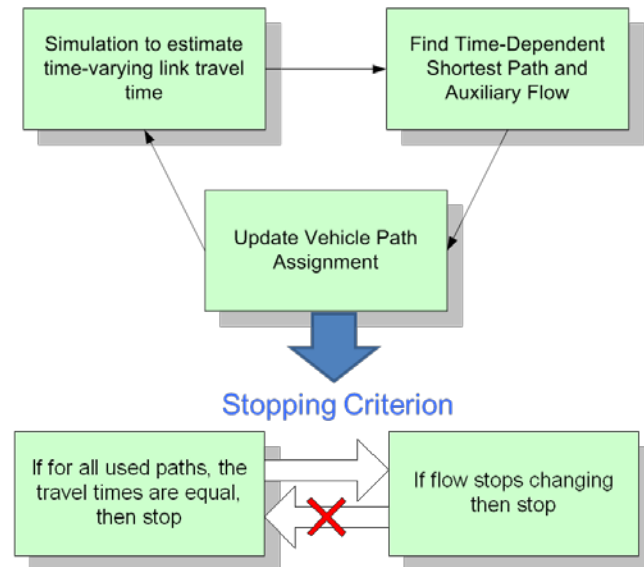 Simulation to estimate
time-varying link travel
time
Find Time-Dependent
Shortest Path and
Auxiliary Flow
Update Vehicle Path
Assignment
Stopping Criterion
If for all used paths, the
travel times are equal,
then stop
If flow stops changing
then stop